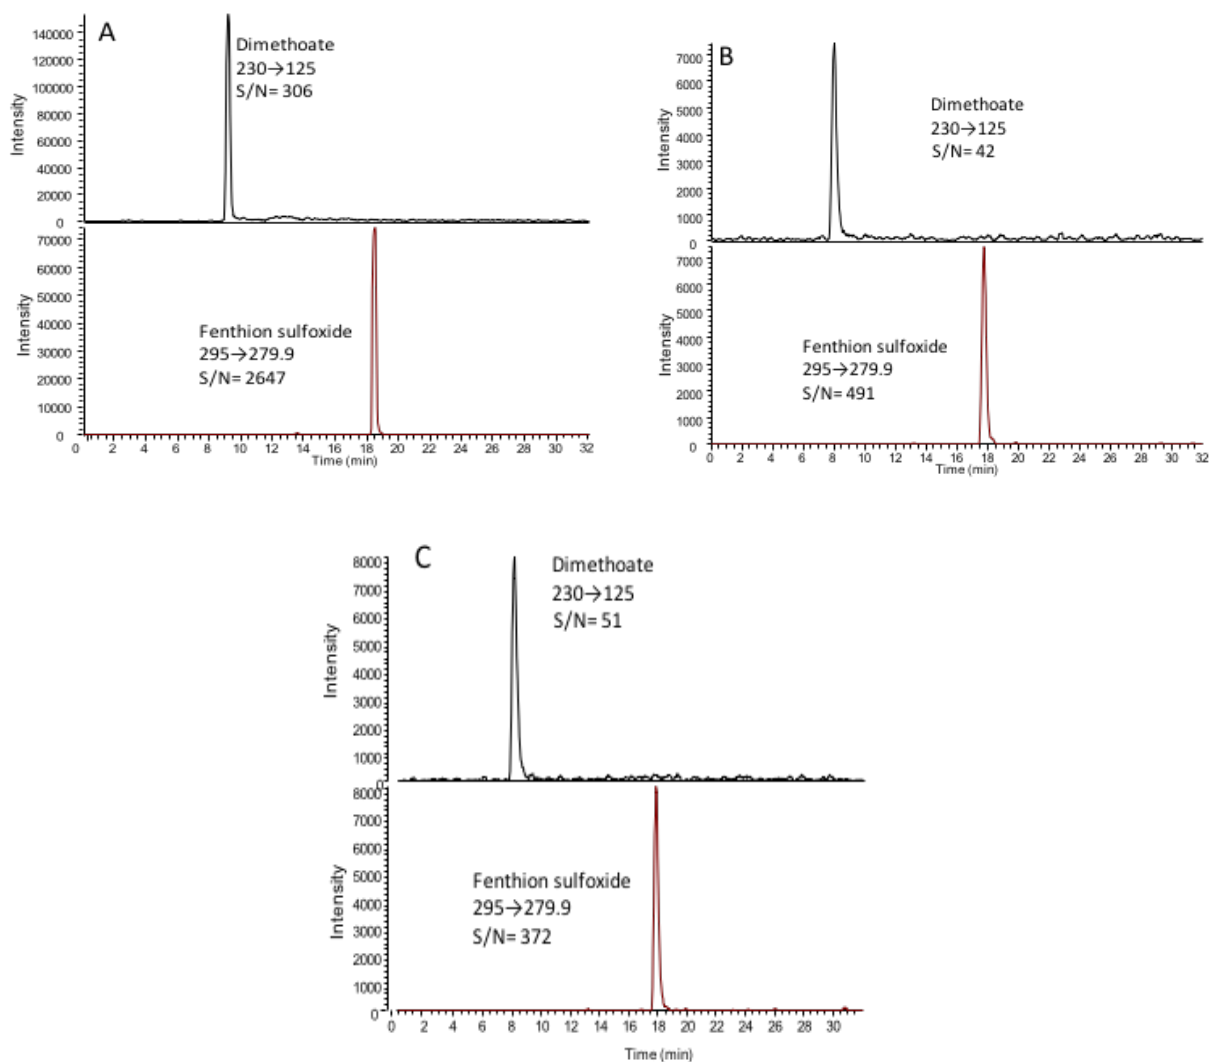 A
140000
120000
100000
80000
60000
40000
20000
0
Intensity
Dimethoate
230→125
S/N= 306
70000
60000
50000
40000
30000
20000
10000
0
Intensity
Fenthion sulfoxide
295→279.9
S/N= 2647
0 2 4 6 8 10 12 14 16 18 20 22 24 26 28 30 32
Time (min)
B
7000
6000
5000
4000
3000
2000
1000
0
Intensity
Dimethoate
230→125
S/N= 42
7000
6000
5000
4000
3000
2000
1000
0
Intensity
Fenthion sulfoxide
295→279.9
S/N= 491
0 2 4 6 8 10 12 14 16 18 20 22 24 26 28 30 32
Time (min)
C
8000
7000
6000
5000
4000
3000
2000
1000
0
Intensity
Dimethoate
230→125
S/N= 51
8000
7000
6000
5000
4000
3000
2000
1000
0
Intensity
Fenthion sulfoxide
295→279.9
S/N= 372
0 2 4 6 8 10 12 14 16 18 20 22 24 26 28 30
Time (min)